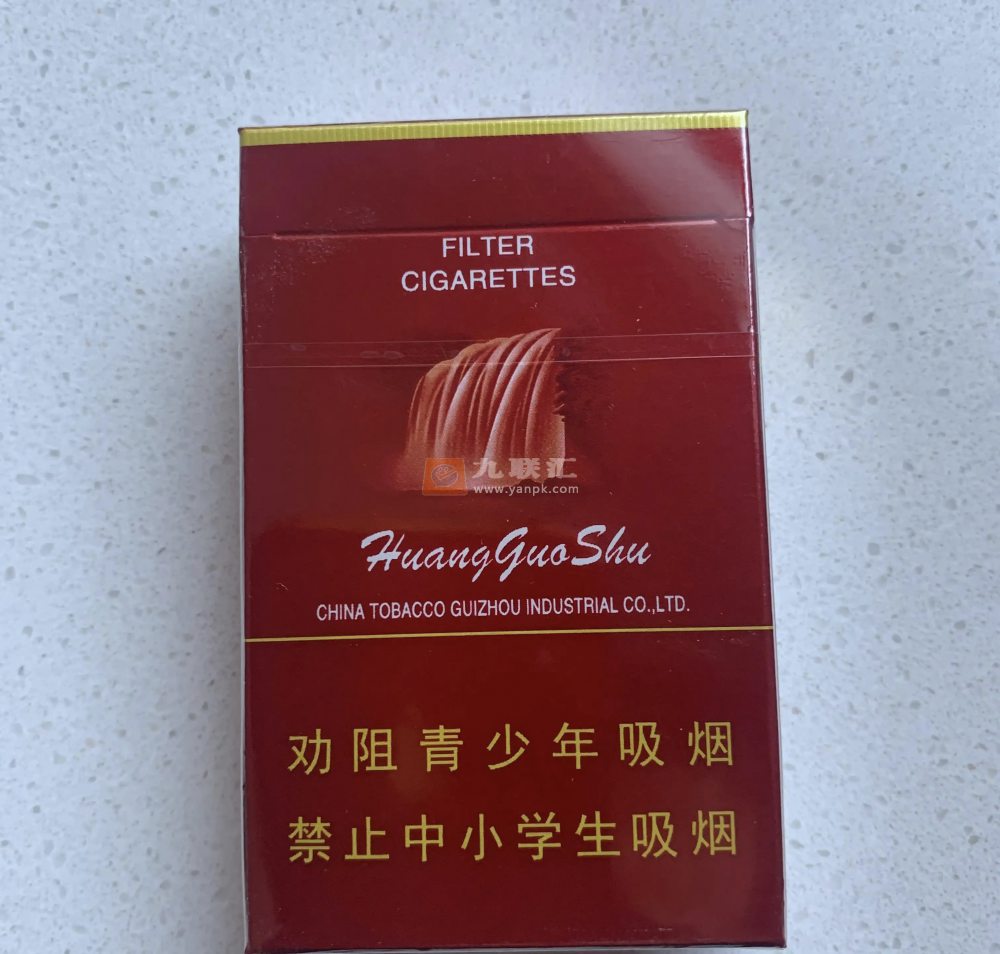 FILTER
CIGARETTES
九联汇
www.yanpk.com
HuangGuoShu
CHINA TOBACCO GUIZHOU INDUSTRIAL CO.,LTD.
劝阻青少年吸烟
禁止中小学生吸烟